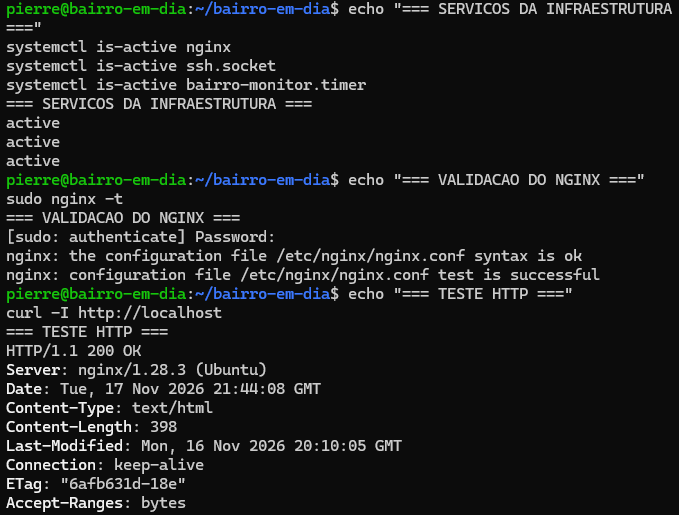 pierre@bairro-em-dia:~/bairro-em-dia$ echo "=== SERVICOS DA INFRAESTRUTURA
==="
systemctl is-active nginx
systemctl is-active ssh.socket
systemctl is-active bairro-monitor.timer
=== SERVICOS DA INFRAESTRUTURA ===
active
active
active
pierre@bairro-em-dia:~/bairro-em-dia$ echo "=== VALIDACAO DO NGINX ==="
sudo nginx -t
=== VALIDACAO DO NGINX ===
[sudo: authenticate] Password:
nginx: the configuration file /etc/nginx/nginx.conf syntax is ok
nginx: configuration file /etc/nginx/nginx.conf test is successful
pierre@bairro-em-dia:~/bairro-em-dia$ echo "=== TESTE HTTP ==="
curl -I http://localhost
=== TESTE HTTP ===
HTTP/1.1 200 OK
Server: nginx/1.28.3 (Ubuntu)
Date: Tue, 17 Nov 2026 21:44:08 GMT
Content-Type: text/html
Content-Length: 398
Last-Modified: Mon, 16 Nov 2026 20:10:05 GMT
Connection: keep-alive
ETag: "6afb631d-18e"
Accept-Ranges: bytes